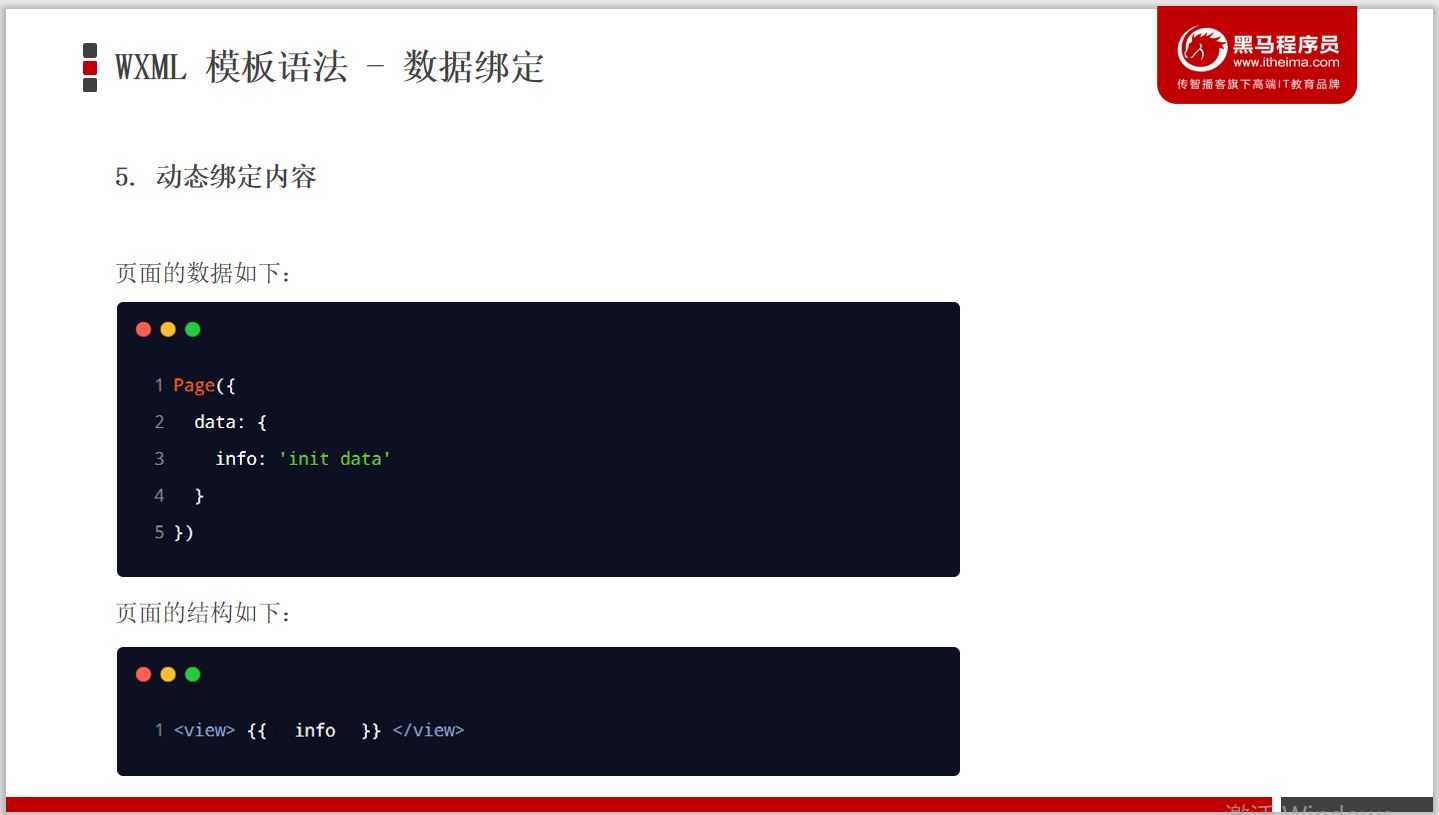 WXML 模板语法 - 数据绑定
黑马程序员
www.itheima.com
传智播客旗下高端IT教育品牌
5. 动态绑定内容
页面的数据如下：
1 Page({
2   data: {
3     info: 'init data'
4   }
5 })
页面的结构如下：
1 <view> {{  info  }} </view>
激活 Windows